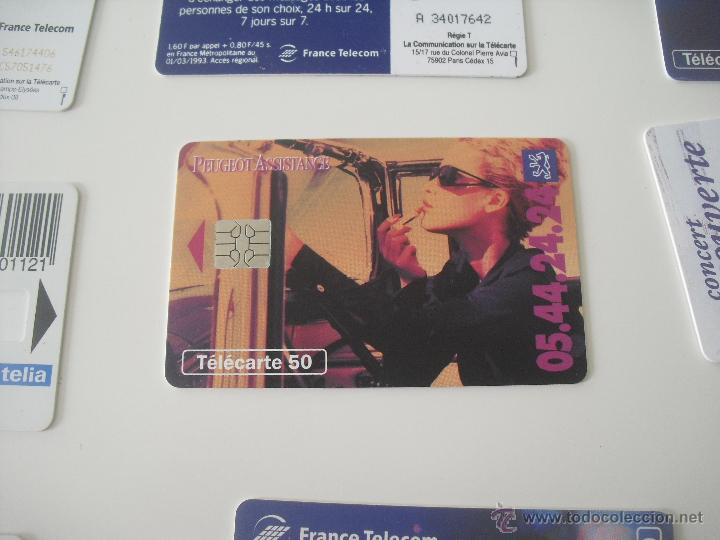 France Telecom
546174406
C57051476
personnes de son choix, 24 h sur 24,
7 jours sur 7.
1,60 F par appel + 0,80 F/45 s.
en France Métropolitaine au
01/03/1993. Accès régional.
France Telecom
A 34017642
Régie T
La Communication sur la Télécarte
15/17 rue du Colonel Pierre Avia
75902 Paris Cédex 15
PEUGEOT ASSISTANCE
05.44.24.24
Télécarte 50
01121
telia
concert
France Telecom
www.todocoleccion.net